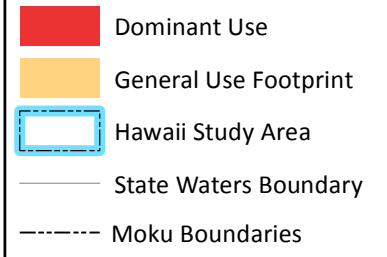 Dominant Use
General Use Footprint
Hawaii Study Area
State Waters Boundary
Moku Boundaries